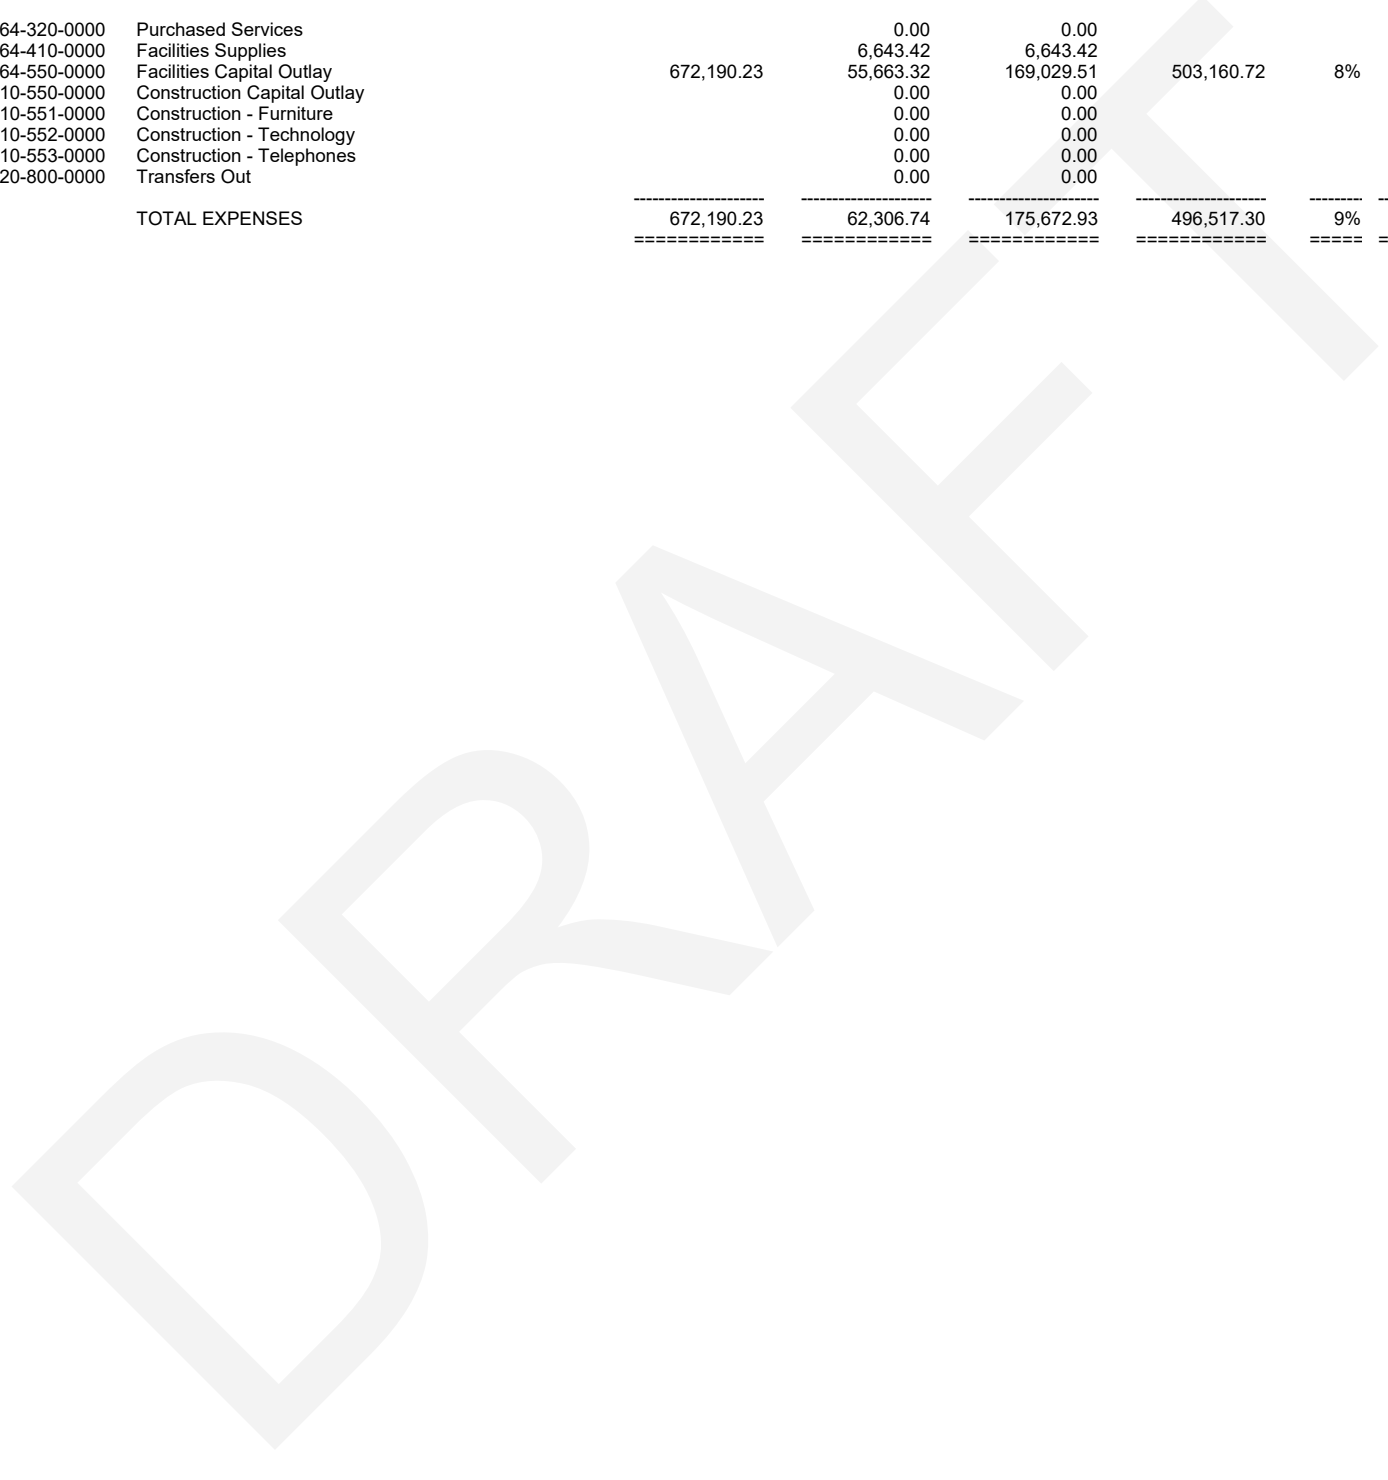 64-320-0000 Purchased Services 0.00 0.00
64-410-0000 Facilities Supplies 6,643.42 6,643.42
64-550-0000 Facilities Capital Outlay 672,190.23 55,663.32 169,029.51 503,160.72 8%
10-550-0000 Construction Capital Outlay 0.00 0.00
10-551-0000 Construction - Furniture 0.00 0.00
10-552-0000 Construction - Technology 0.00 0.00
10-553-0000 Construction - Telephones 0.00 0.00
20-800-0000 Transfers Out 0.00 0.00
--------------------- --------------------- --------------------- --------------------- -------- --
TOTAL EXPENSES 672,190.23 62,306.74 175,672.93 496,517.30 9%
============ ============ ============ ============ ===== =
DRAFT